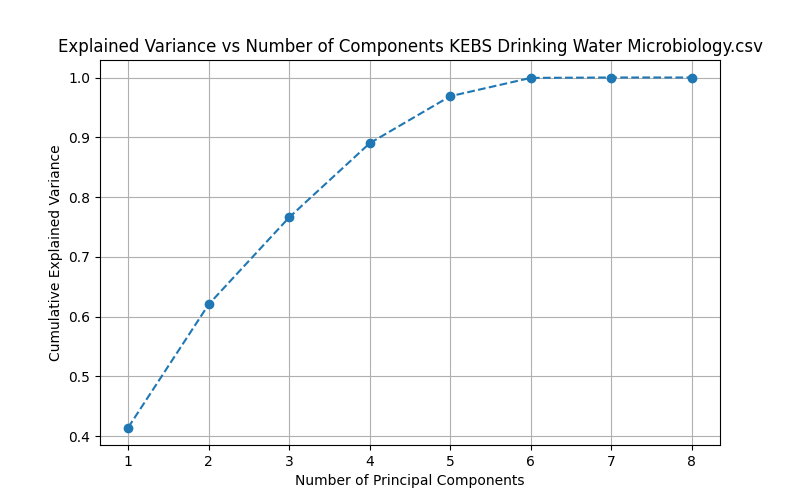 Explained Variance vs Number of Components KEBS Drinking Water Microbiology.csv
1.0
0.9
0.8
0.7
0.6
0.5
0.4
Cumulative Explained Variance
1 2 3 4 5 6 7 8
Number of Principal Components